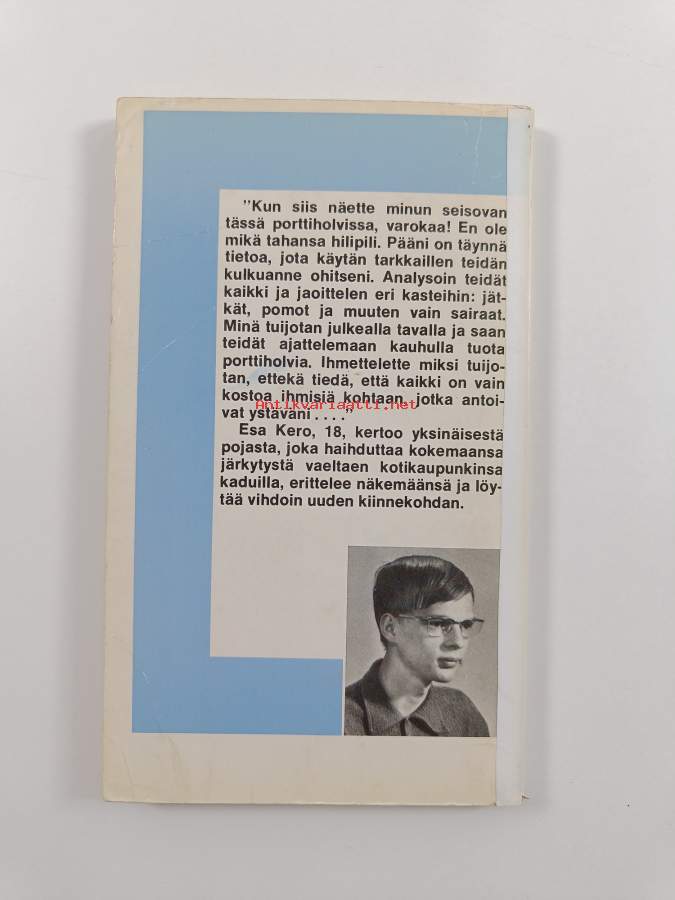 "Kun siis näette minun seisovan
tässä porttiholvissa, varokaa! En ole
mikä tahansa hilipili. Pääni on täynnä
tietoa, jota käytän tarkkaillen teidän
kulkuanne ohitseni. Analysoin teidät
kaikki ja jaoittelen eri kasteihin: jät-
kät, pomot ja muuten vain sairaat.
Minä tuijotan julkealla tavalla ja saan
teidät ajattelemaan kauhulla tuota
porttiholvia. Ihmettelette miksi tuijo-
tan, ettekä tiedä, että kaikki on vain
kostoa ihmisiä kohtaan, jotka antoi-
Antikvariaatti.net
vat ystäväni . . . ."
Esa Kero, 18, kertoo yksinäisestä
pojasta, joka haihduttaa kokemaansa
järkytystä vaeltaen kotikaupunkinsa
kaduilla, erittelee näkemäänsä ja löy-
tää vihdoin uuden kiinnekohdan.